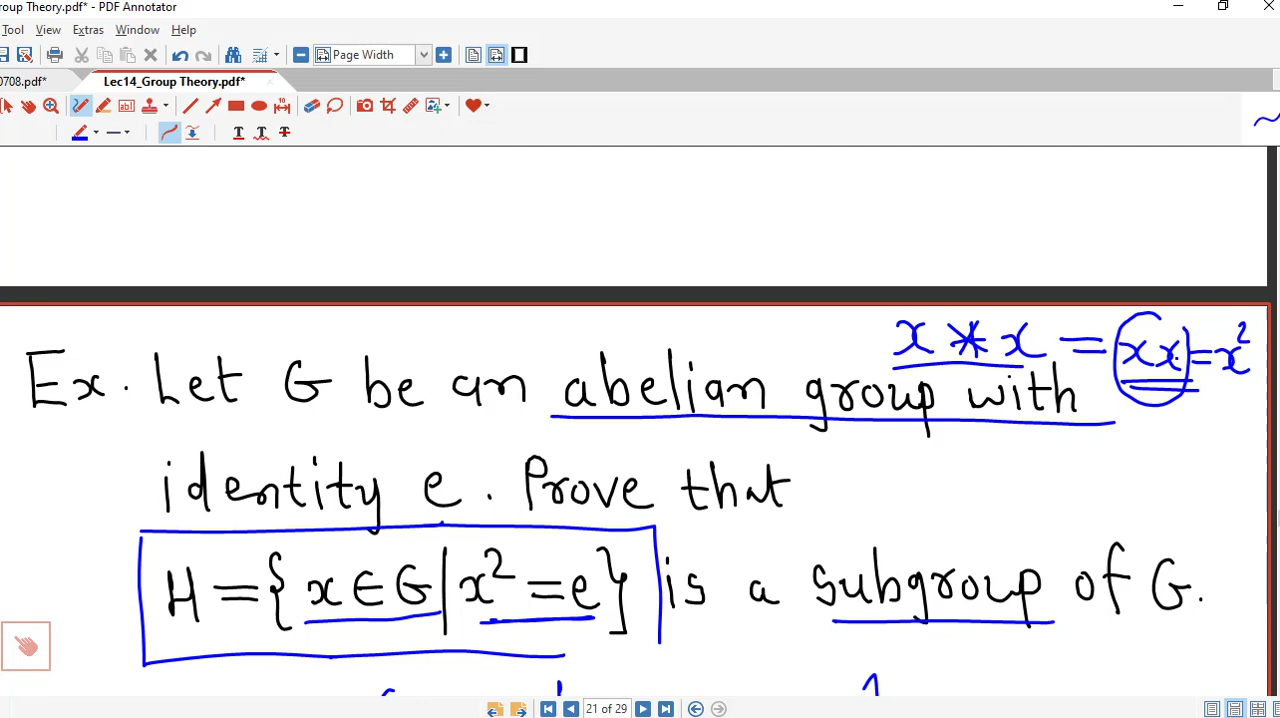 roup Theory.pdf* - PDF Annotator
Tool View Extras Window Help
Page Width
0708.pdf* Lec14_Group Theory.pdf*
x * x = xx = x²
Ex. Let G be an abelian group with
identity e. Prove that
H = { x ∈ G | x² = e } is a subgroup of G.
21 of 29